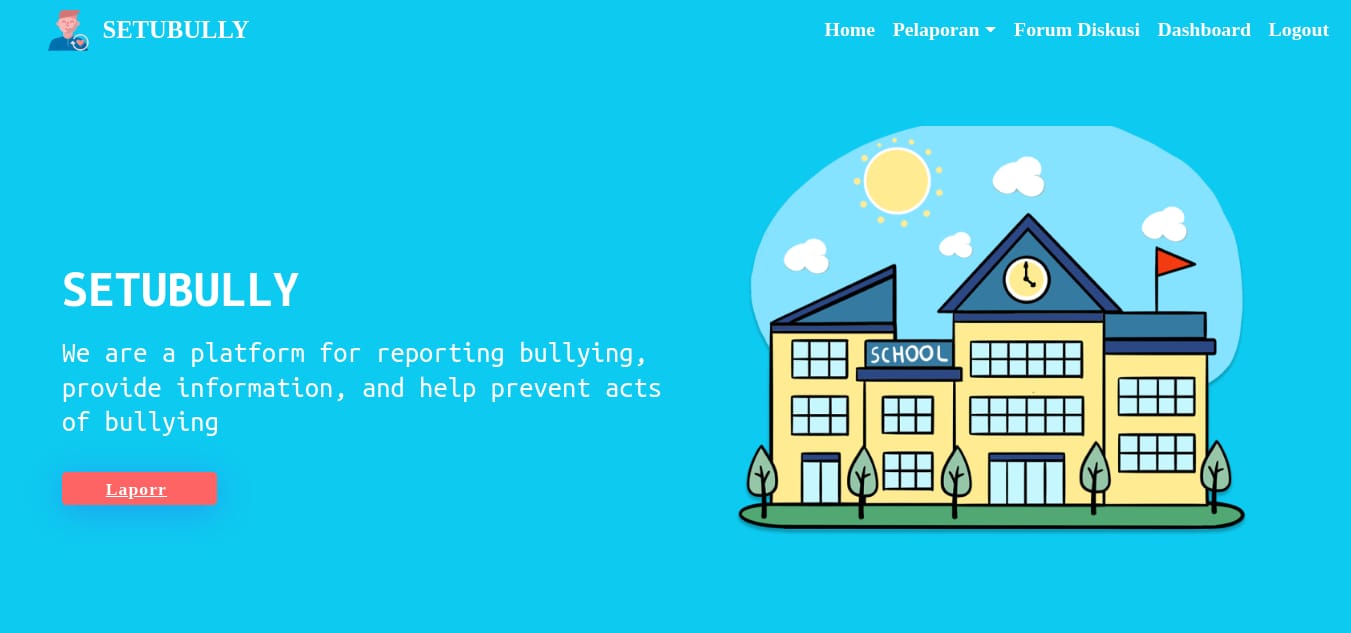 SETUBULLY
Home Pelaporan Forum Diskusi Dashboard Logout
SETUBULLY
We are a platform for reporting bullying,
provide information, and help prevent acts
of bullying
Laporr
SCHOOL